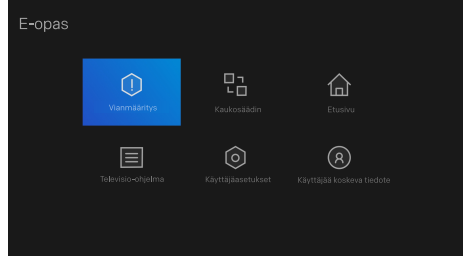 E-opas
Vianmääritys
Kaukosäädin
Etusivu
Televisio-ohjelma
Käyttäjäasetukset
Käyttäjää koskeva tiedote